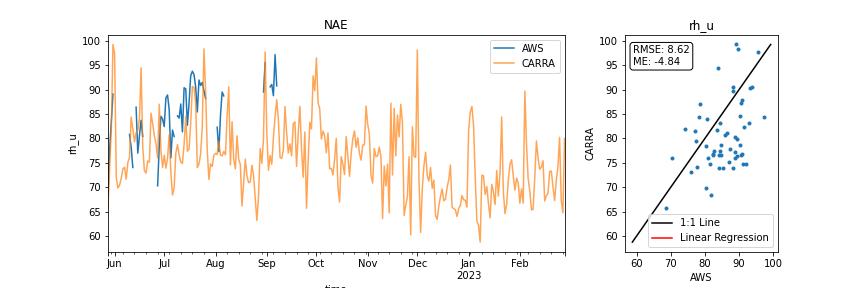 NAE
rh_u
100
95
90
85
80
75
70
65
60
AWS
CARRA
Jun
Jul
Aug
Sep
Oct
Nov
Dec
Jan
2023
Feb
time
rh_u
CARRA
100
95
90
85
80
75
70
65
60
RMSE: 8.62
ME: -4.84
1:1 Line
Linear Regression
60
70
80
90
100
AWS